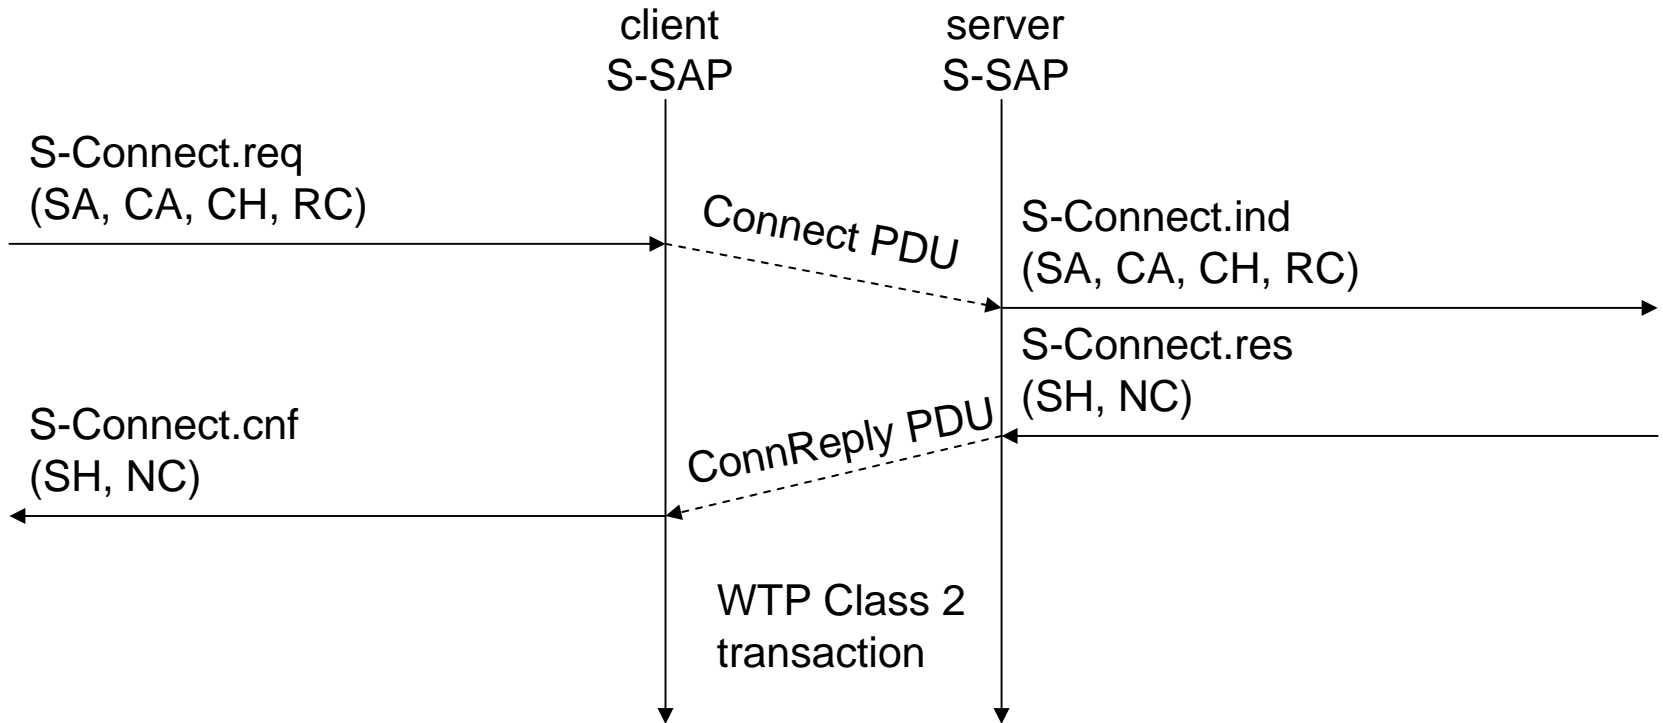 client
S-SAP
server
S-SAP
S-Connect.req
(SA, CA, CH, RC)
Connect PDU
S-Connect.ind
(SA, CA, CH, RC)
S-Connect.res
(SH, NC)
S-Connect.cnf
(SH, NC)
ConnReply PDU
WTP Class 2
transaction